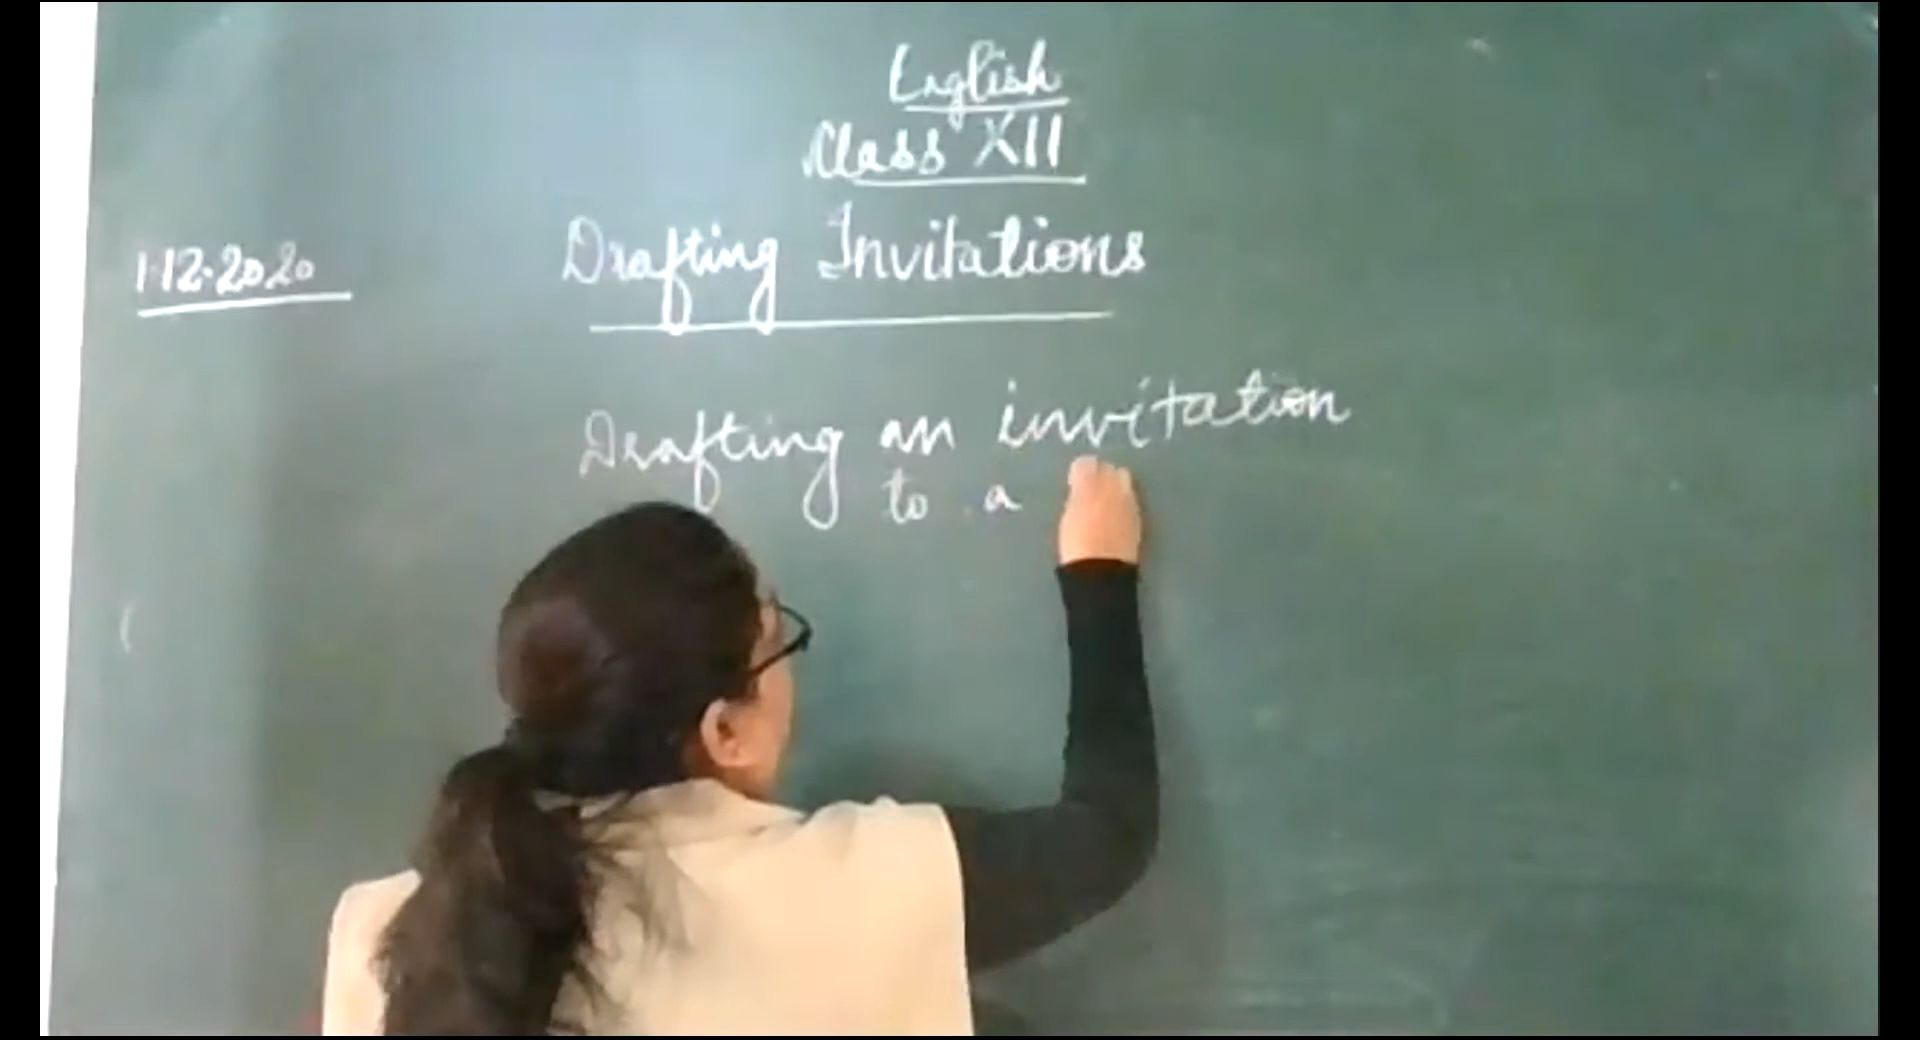 English
Class XII
1.12.2020
Drafting Invitations
Drafting an invitation
to a